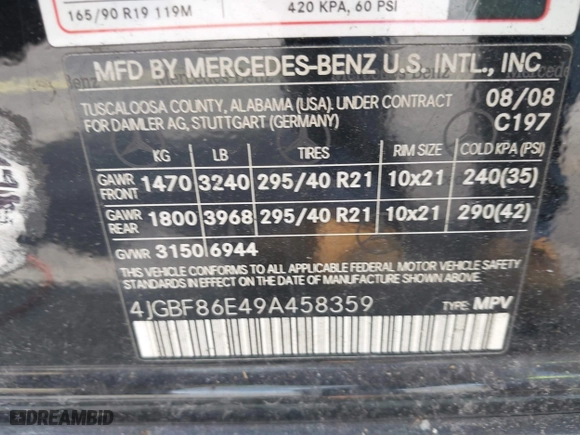 165/90 R19 119M
420 KPA, 60 PSI
MFD BY MERCEDES-BENZ U.S. INTL., INC
TUSCALOOSA COUNTY, ALABAMA (USA). UNDER CONTRACT 08/08
FOR DAIMLER AG, STUTTGART (GERMANY) C197
KG LB TIRES RIM SIZE COLD KPA (PSI)
GAWR FRONT 1470 3240 295/40 R21 10x21 240(35)
GAWR REAR 1800 3968 295/40 R21 10x21 290(42)
GVWR 3150 6944
THIS VEHICLE CONFORMS TO ALL APPLICABLE FEDERAL MOTOR VEHICLE
SAFETY STANDARDS IN EFFECT ON THE DATE OF MANUFACTURE SHOWN ABOVE.
4JGBF86E49A458359 TYPE: MPV
DREAMBID